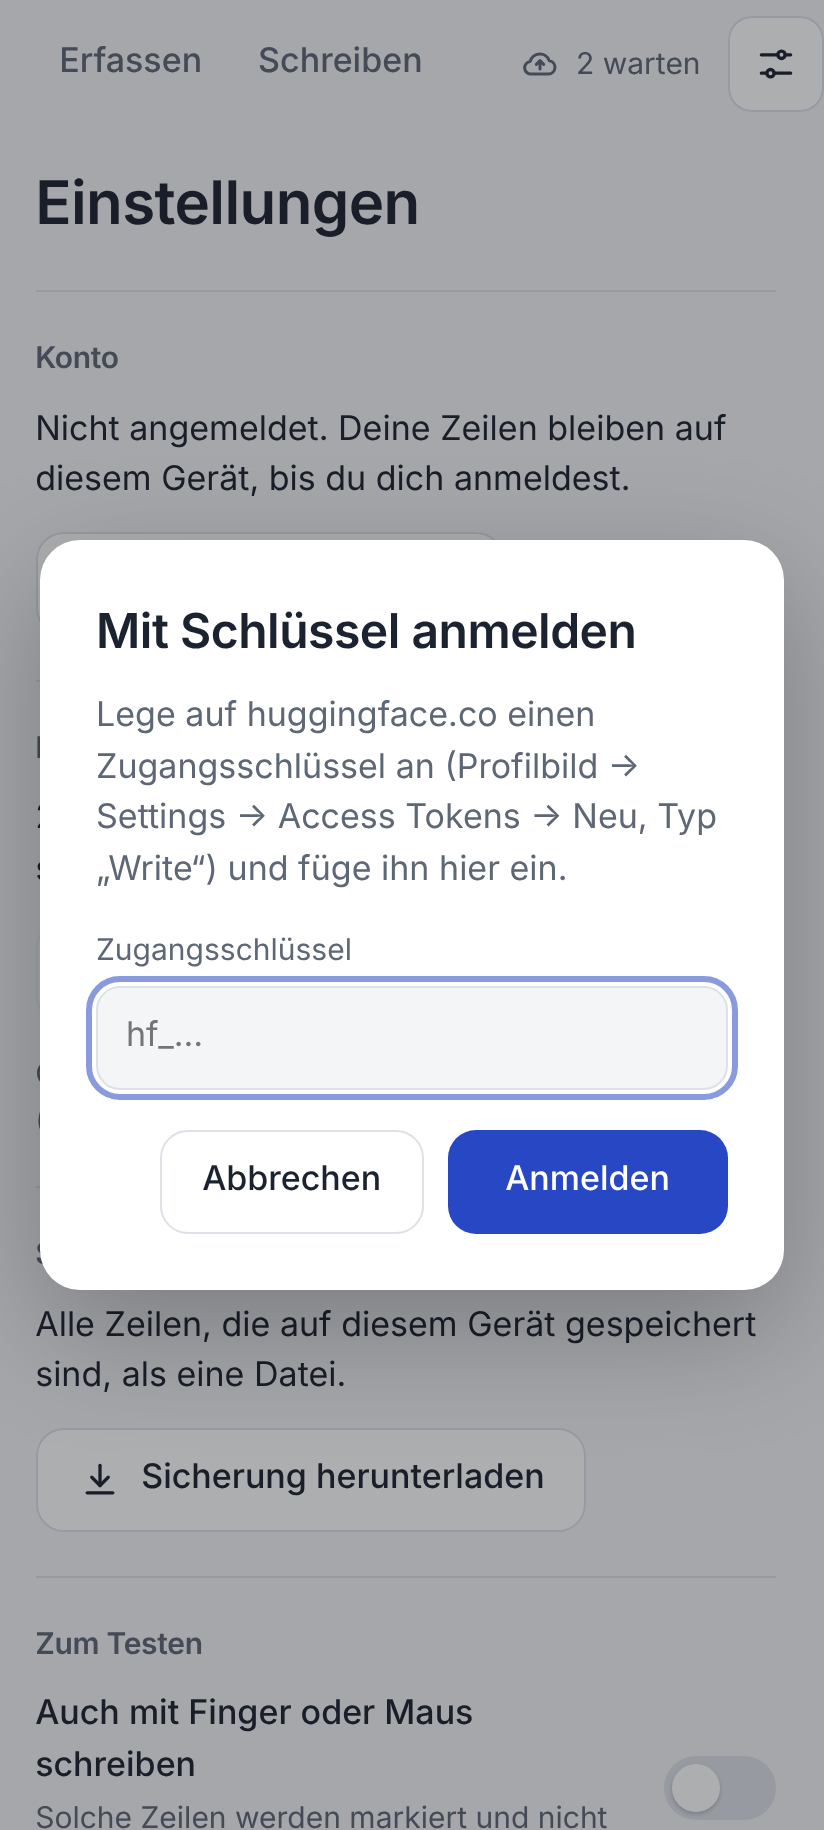 Erfassen Schreiben 2 warten
Einstellungen
Konto
Nicht angemeldet. Deine Zeilen bleiben auf
diesem Gerät, bis du dich anmeldest.
Mit Schlüssel anmelden
Lege auf huggingface.co einen
Zugangsschlüssel an (Profilbild →
Settings → Access Tokens → Neu, Typ
„Write“) und füge ihn hier ein.
Zugangsschlüssel
hf_...
Abbrechen Anmelden
Alle Zeilen, die auf diesem Gerät gespeichert
sind, als eine Datei.
Sicherung herunterladen
Zum Testen
Auch mit Finger oder Maus
schreiben
Solche Zeilen werden markiert und nicht